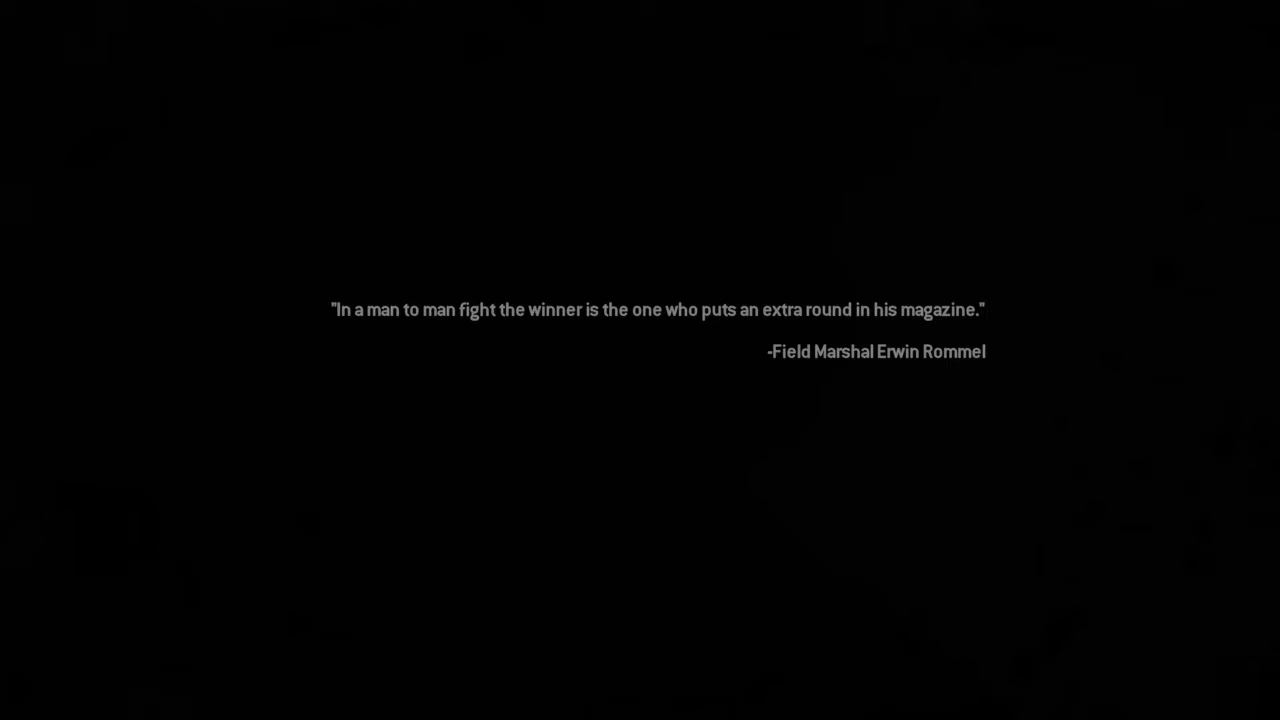 "In a man to man fight the winner is the one who puts an extra round in his magazine."
-Field Marshal Erwin Rommel